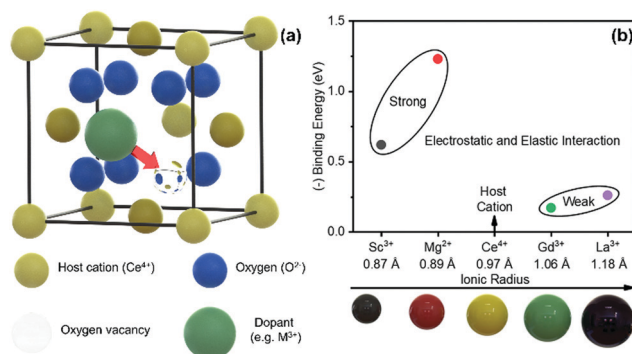 (a)
Host cation (Ce⁴⁺)
Oxygen (O²⁻)
Oxygen vacancy
Dopant
(e.g. M³⁺)
(b)
(-) Binding Energy (eV)
1.5
1.0
0.5
0.0
Strong
Electrostatic and Elastic Interaction
Host
Cation
Weak
Sc³⁺ Mg²⁺ Ce⁴⁺ Gd³⁺ La³⁺
0.87 Å 0.89 Å 0.97 Å 1.06 Å 1.18 Å
Ionic Radius